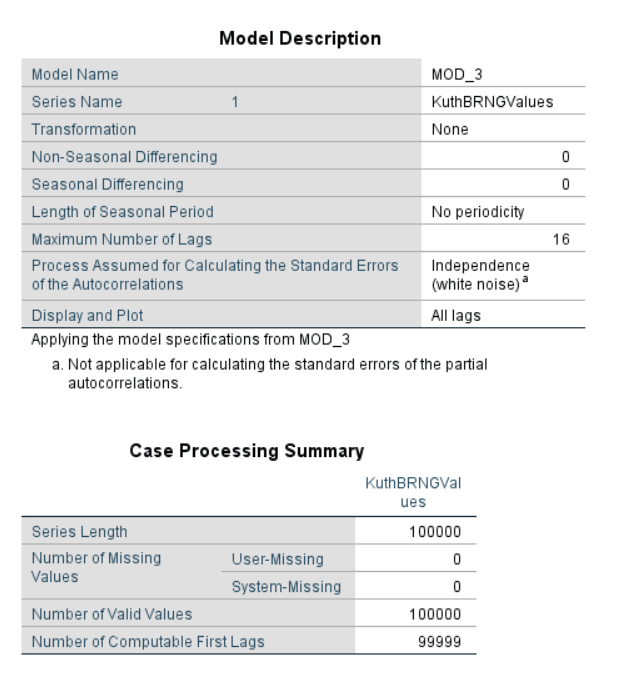 Model Description
Model Name MOD_3
Series Name 1 KuthBRNGValues
Transformation None
Non-Seasonal Differencing 0
Seasonal Differencing 0
Length of Seasonal Period No periodicity
Maximum Number of Lags 16
Process Assumed for Calculating the Standard Errors Independence
of the Autocorrelations (white noise) a
Display and Plot All lags
Applying the model specifications from MOD_3
a. Not applicable for calculating the standard errors of the partial
autocorrelations.
Case Processing Summary
KuthBRNGVal
ues
Series Length 100000
Number of Missing User-Missing 0
Values
System-Missing 0
Number of Valid Values 100000
Number of Computable First Lags 99999